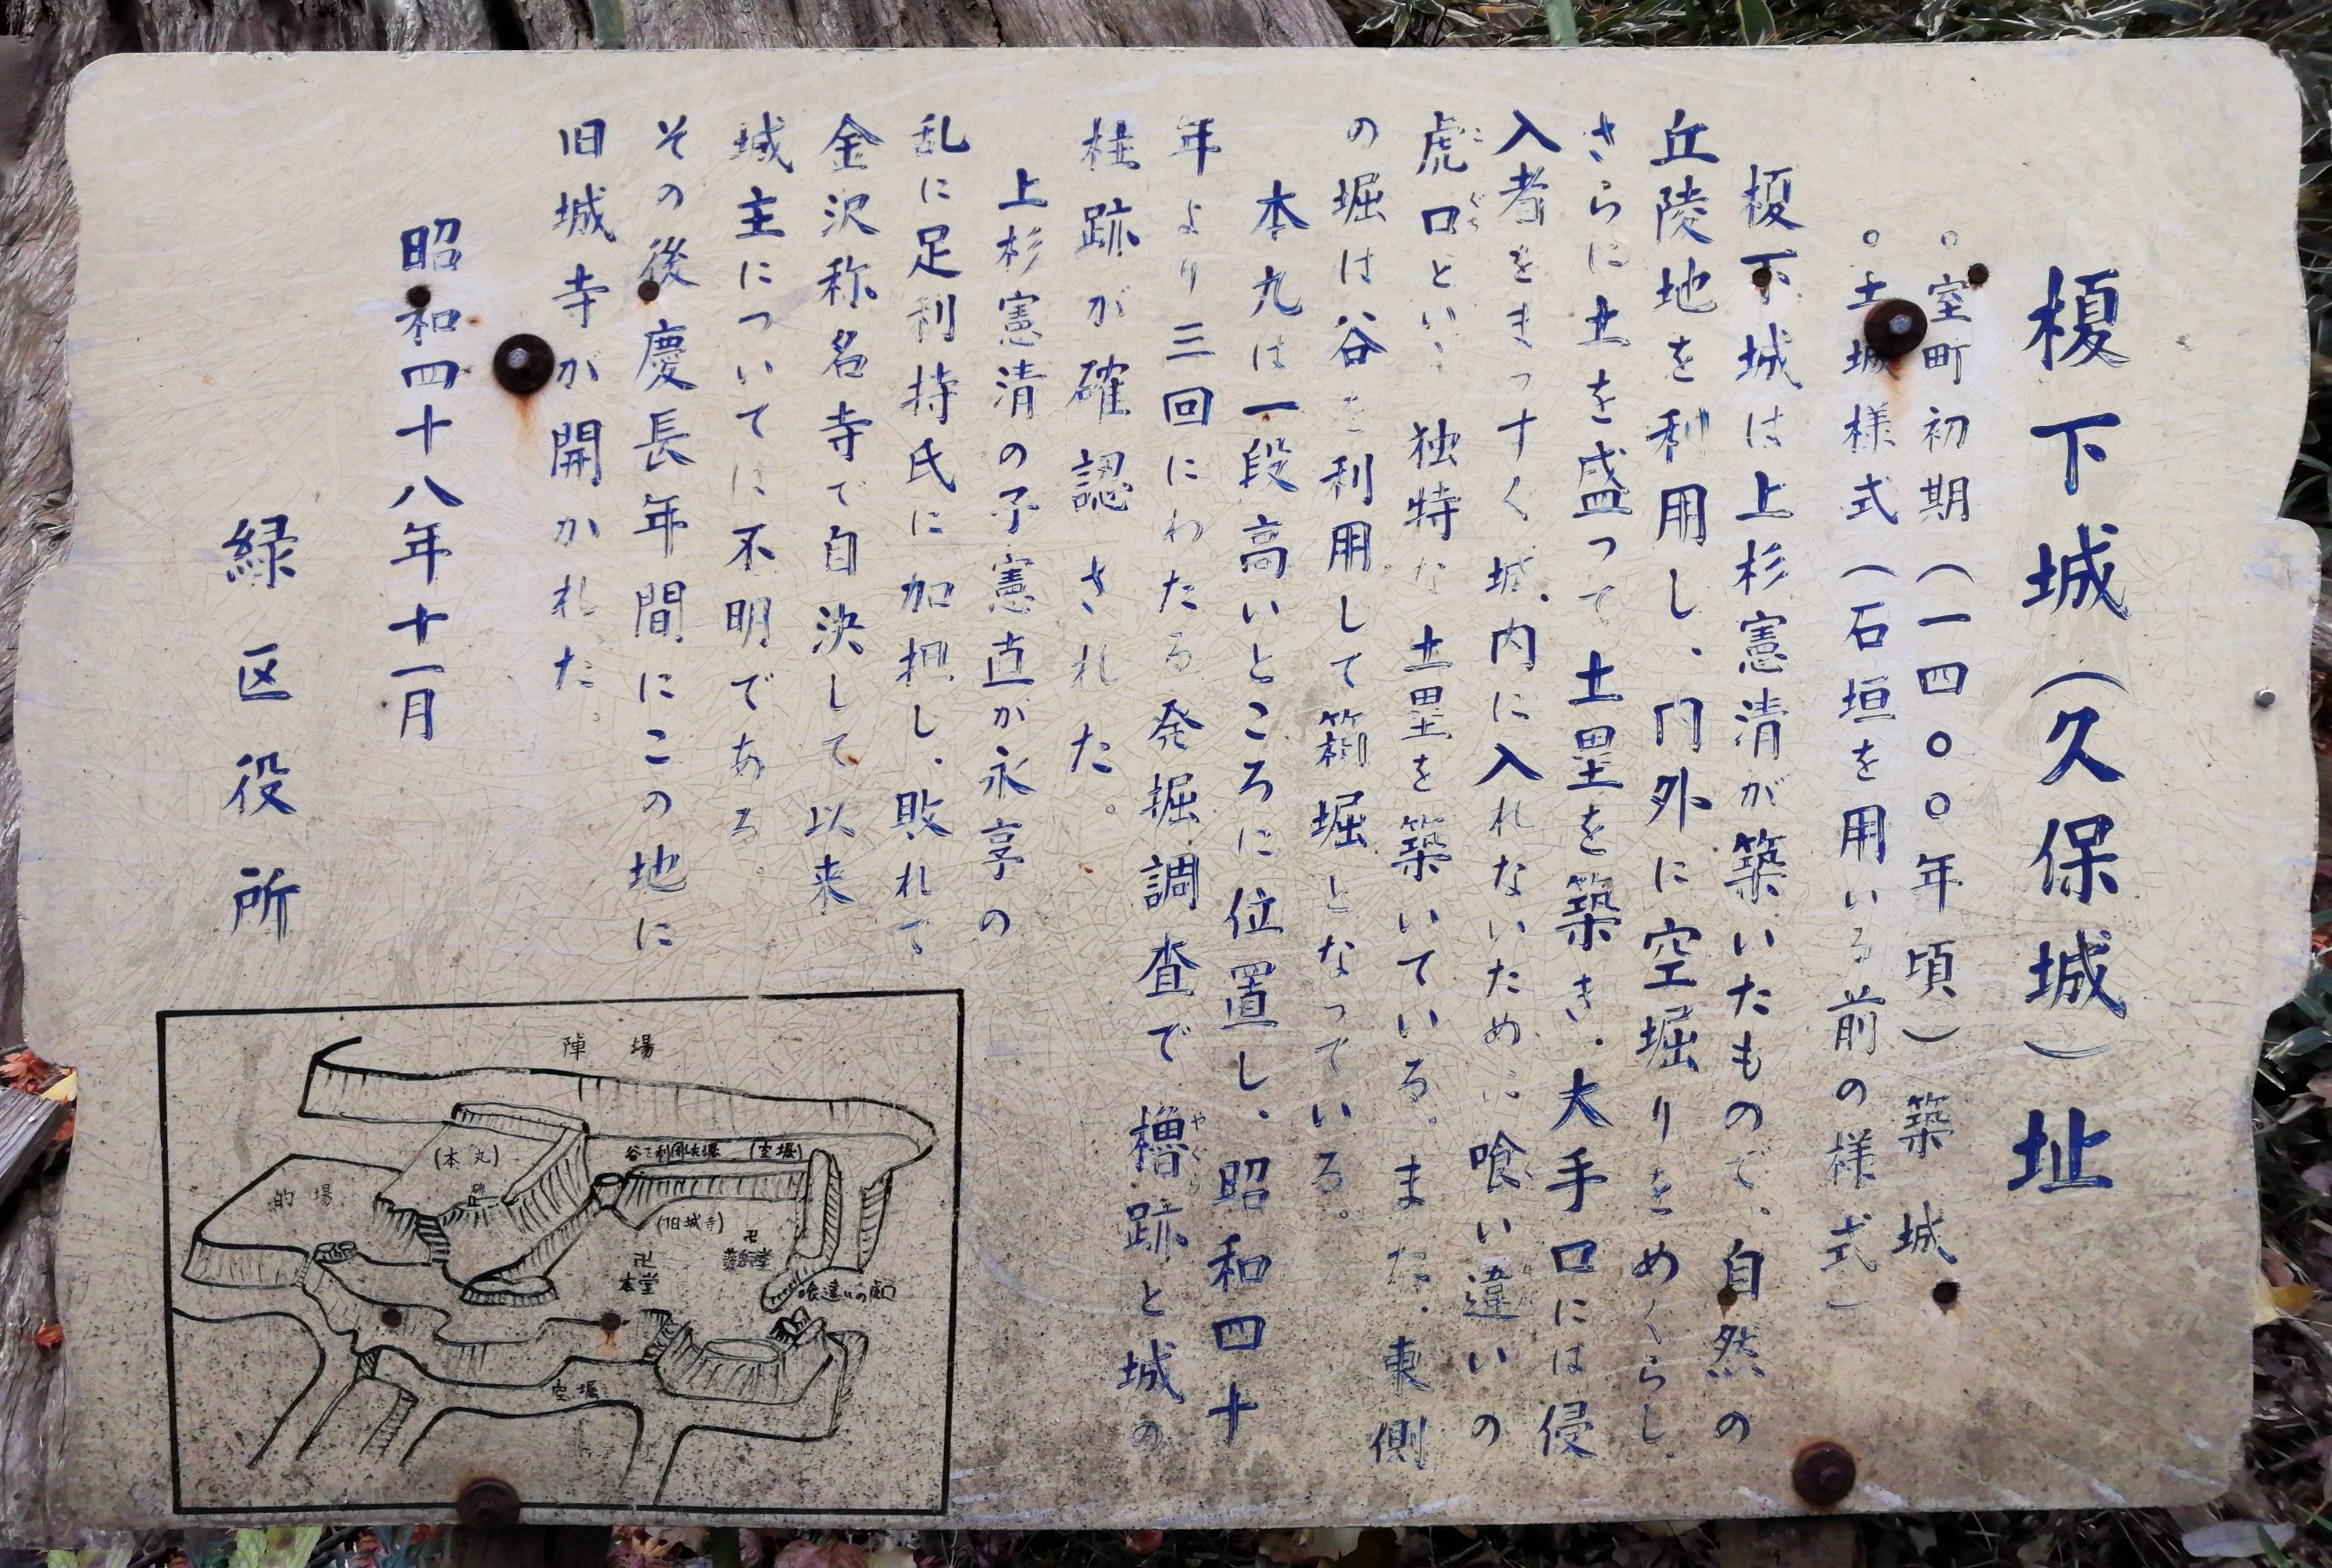 榎下城（久保城）址
○室町初期（一四〇〇年頃）築城
○土城様式（石垣を用いる前の様式）
榎下城は上杉憲清が築いたもので、自然の
丘陵地を利用し、門外に空堀りをめぐらし、
さらに土を盛って土塁を築き、大手口には侵
入者をまっすぐ城内に入れないために喰い違いの
虎口といい、独特な土塁を築いている。また、東側
の堀は谷を利用して箱堀となっている。
本丸は一段高いところに位置し、昭和四十
年より三回にわたる発掘調査で櫓跡と城の
柱跡が確認された。
上杉憲清の子憲直が永享の
乱に足利持氏に加担し、敗れて
金沢称名寺で自決して以来
城主については不明である。
その後慶長年間にこの地に
旧城寺が開かれた。
昭和四十八年十一月
緑区役所
こぐち
やぐら
陣場
(本丸)
(空堀)
的場
(旧城寺)
卍
卍
本堂
喰違いの虎口
空堀